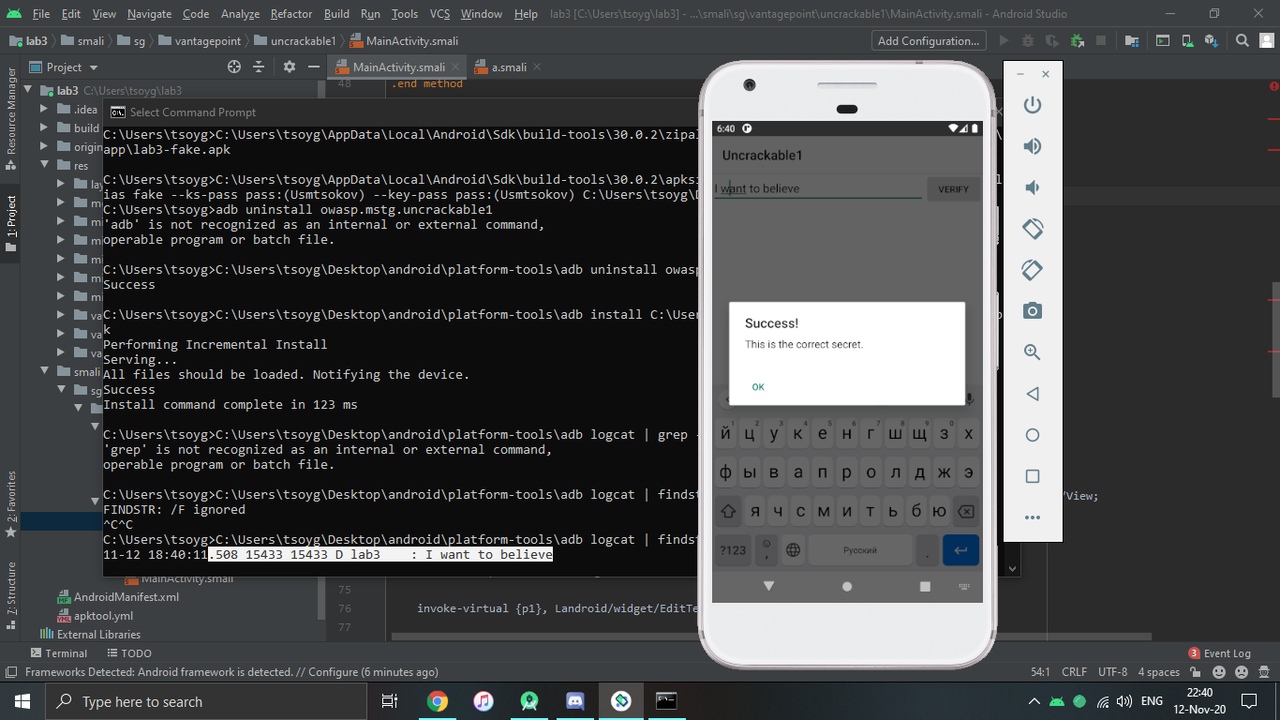 File Edit View Navigate Code Analyze Refactor Build Run Tools VCS Window Help lab3 [C:\Users\tsoyg\lab3] - ...\smali\sg\vantagepoint\uncrackable1\MainActivity.smali - Android Studio
lab3 smali sg vantagepoint uncrackable1 MainActivity.smali Add Configuration...
Project MainActivity.smali a.smali
Resource Manager
1: Project
2: Favorites
Z: Structure
48 .end method
lab3 C:\Users\tsoyg\lab3
.idea
build
origin
res
smali
sg
Select Command Prompt
C:\Users\tsoyg>C:\Users\tsoyg\AppData\Local\Android\Sdk\build-tools\30.0.2\zipal
app\lab3-fake.apk
C:\Users\tsoyg>C:\Users\tsoyg\AppData\Local\Android\Sdk\build-tools\30.0.2\apksi
ias fake --ks-pass pass:(Usmtsokov) --key-pass pass:(Usmtsokov) C:\Users\tsoyg\D
C:\Users\tsoyg>adb uninstall owasp.mstg.uncrackable1
'adb' is not recognized as an internal or external command,
operable program or batch file.
C:\Users\tsoyg>C:\Users\tsoyg\Desktop\android\platform-tools\adb uninstall owasp
Success
C:\Users\tsoyg>C:\Users\tsoyg\Desktop\android\platform-tools\adb install C:\User
k
Performing Incremental Install
Serving...
All files should be loaded. Notifying the device.
Success
Install command complete in 123 ms
C:\Users\tsoyg>C:\Users\tsoyg\Desktop\android\platform-tools\adb logcat | grep
'grep' is not recognized as an internal or external command,
operable program or batch file.
C:\Users\tsoyg>C:\Users\tsoyg\Desktop\android\platform-tools\adb logcat | findst
FINDSTR: /F ignored
^C^C
C:\Users\tsoyg>C:\Users\tsoyg\Desktop\android\platform-tools\adb logcat | findst
11-12 18:40:11.508 15433 15433 D lab3 : I want to believe
6:40
Uncrackable1
I want to believe VERIFY
Success!
This is the correct secret.
OK
й1 ц2 у3 к4 е5 н6 г7 ш8 щ9 з0 х
ф ы в а п р о л д ж э
я ч с м и т ь б ю
?123 , Русский .
/View;
MainActivity.smali
AndroidManifest.xml
apktool.yml
External Libraries
75
76 invoke-virtual {p1}, Landroid/widget/EditTe
77
Terminal TODO 3 Event Log
Frameworks Detected: Android framework is detected. // Configure (6 minutes ago) 54:1 CRLF UTF-8 4 spaces
Type here to search ENG 22:40
12-Nov-20